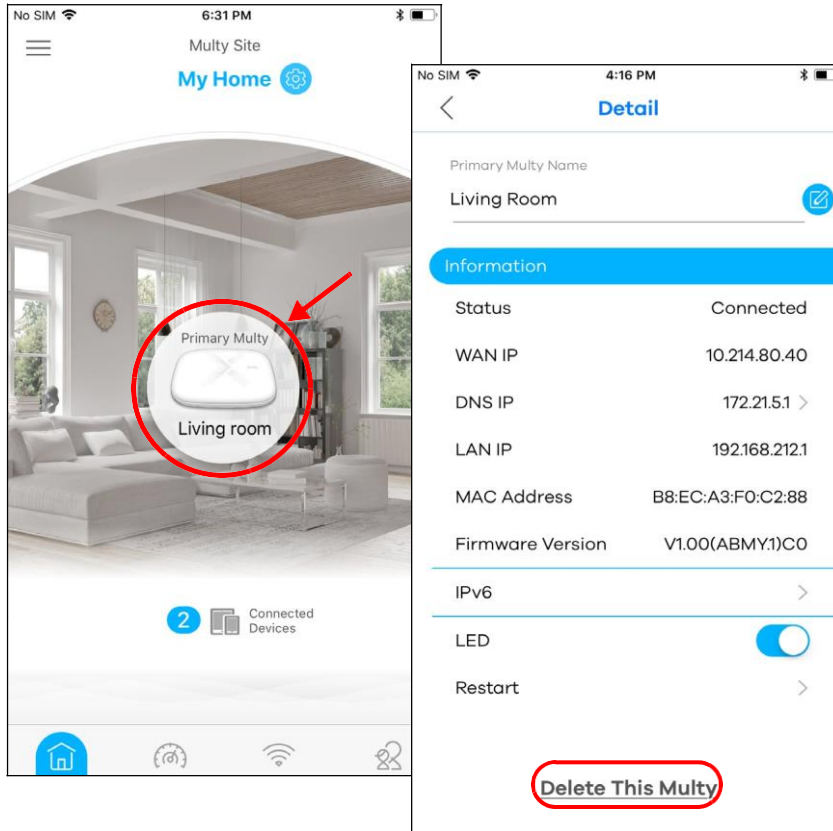 No SIM
6:31 PM
Multy Site
My Home
Primary Multy
Living room
2
Connected
Devices
No SIM
4:16 PM
Detail
Primary Multy Name
Living Room
Information
Status Connected
WAN IP 10.214.80.40
DNS IP 172.21.5.1 >
LAN IP 192.168.212.1
MAC Address B8:EC:A3:F0:C2:88
Firmware Version V1.00(ABMY.1)C0
IPv6 >
LED
Restart >
Delete This Multy